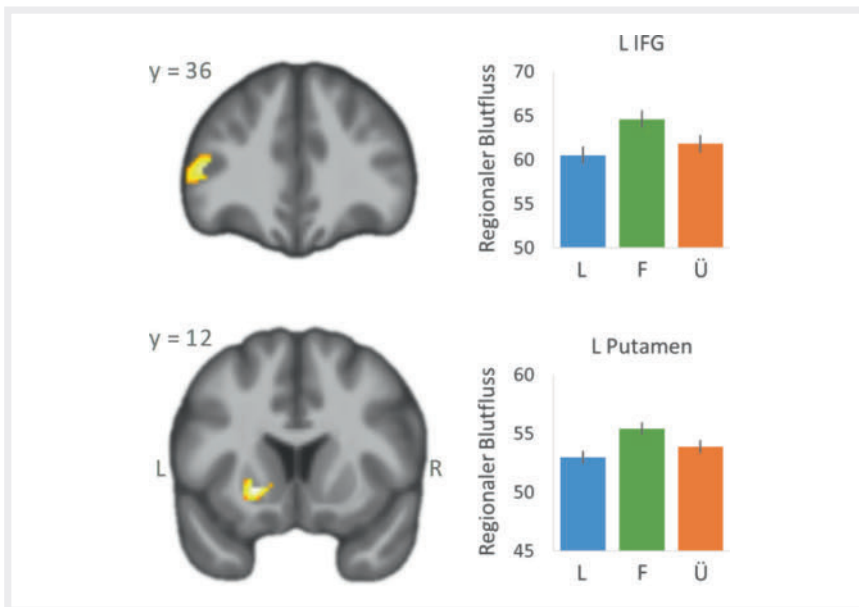 y = 36
L IFG
Regionaler Blutfluss
70
65
60
55
50
L F Ü
y = 12
L
R
L Putamen
Regionaler Blutfluss
60
55
50
45
L F Ü